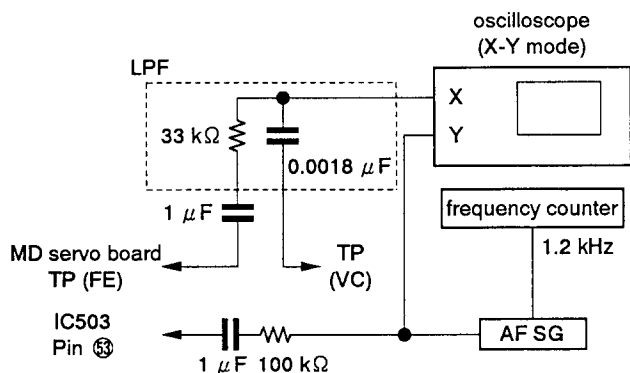 oscilloscope
(X-Y mode)
LPF
X
Y
33 kΩ
0.0018 μF
1 μF
frequency counter
1.2 kHz
MD servo board
TP (FE)
TP
(VC)
IC503
Pin ㊼
AF SG
1 μF 100 kΩ